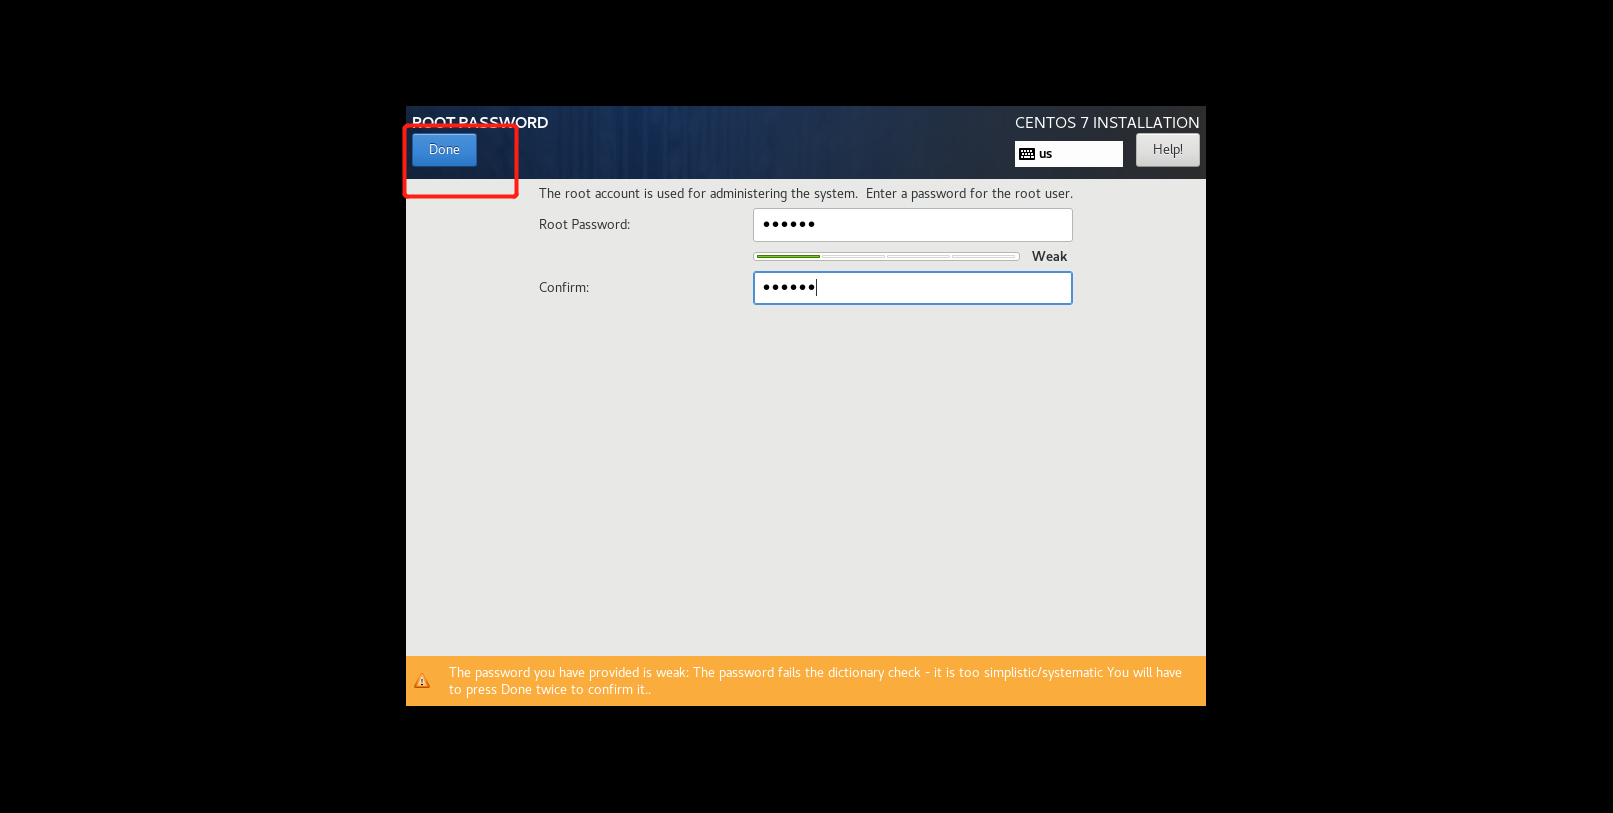 ROOT PASSWORD
CENTOS 7 INSTALLATION
Done
us
Help!
The root account is used for administering the system.  Enter a password for the root user.
Root Password:
••••••
Weak
Confirm:
••••••
The password you have provided is weak: The password fails the dictionary check - it is too simplistic/systematic You will have
to press Done twice to confirm it..